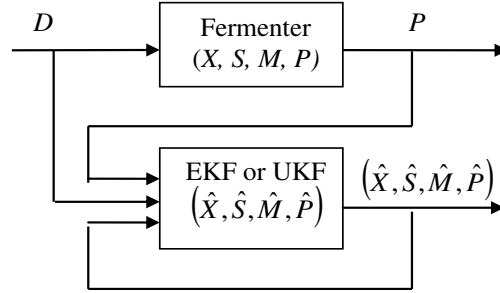 D
Fermenter
(X, S, M, P)
P
EKF or UKF
(X̂, Ŝ, M̂, P̂)
(X̂, Ŝ, M̂, P̂)